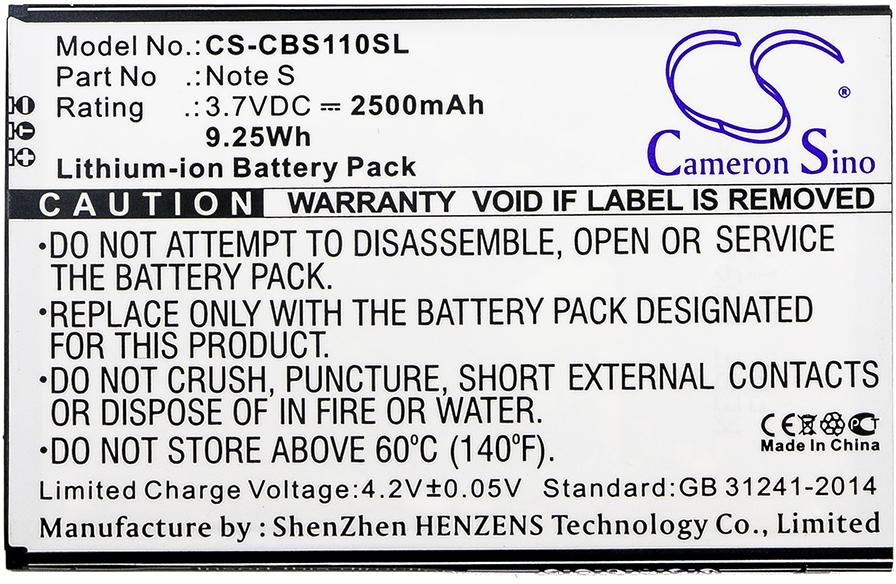 Model No.:CS-CBS110SL
Part No .:Note S
Rating .:3.7VDC ⎓ 2500mAh
9.25Wh
Lithium-ion Battery Pack
CS
®
Cameron Sino
CAUTION WARRANTY VOID IF LABEL IS REMOVED
•DO NOT ATTEMPT TO DISASSEMBLE, OPEN OR SERVICE
THE BATTERY PACK.
•REPLACE ONLY WITH THE BATTERY PACK DESIGNATED
FOR THIS PRODUCT.
•DO NOT CRUSH, PUNCTURE, SHORT EXTERNAL CONTACTS
OR DISPOSE OF IN FIRE OR WATER.
•DO NOT STORE ABOVE 60°C (140°F).
CE PCT
Made In China
Limited Charge Voltage:4.2V±0.05V Standard:GB 31241-2014
Manufacture by : ShenZhen HENZENS Technology Co., Limited